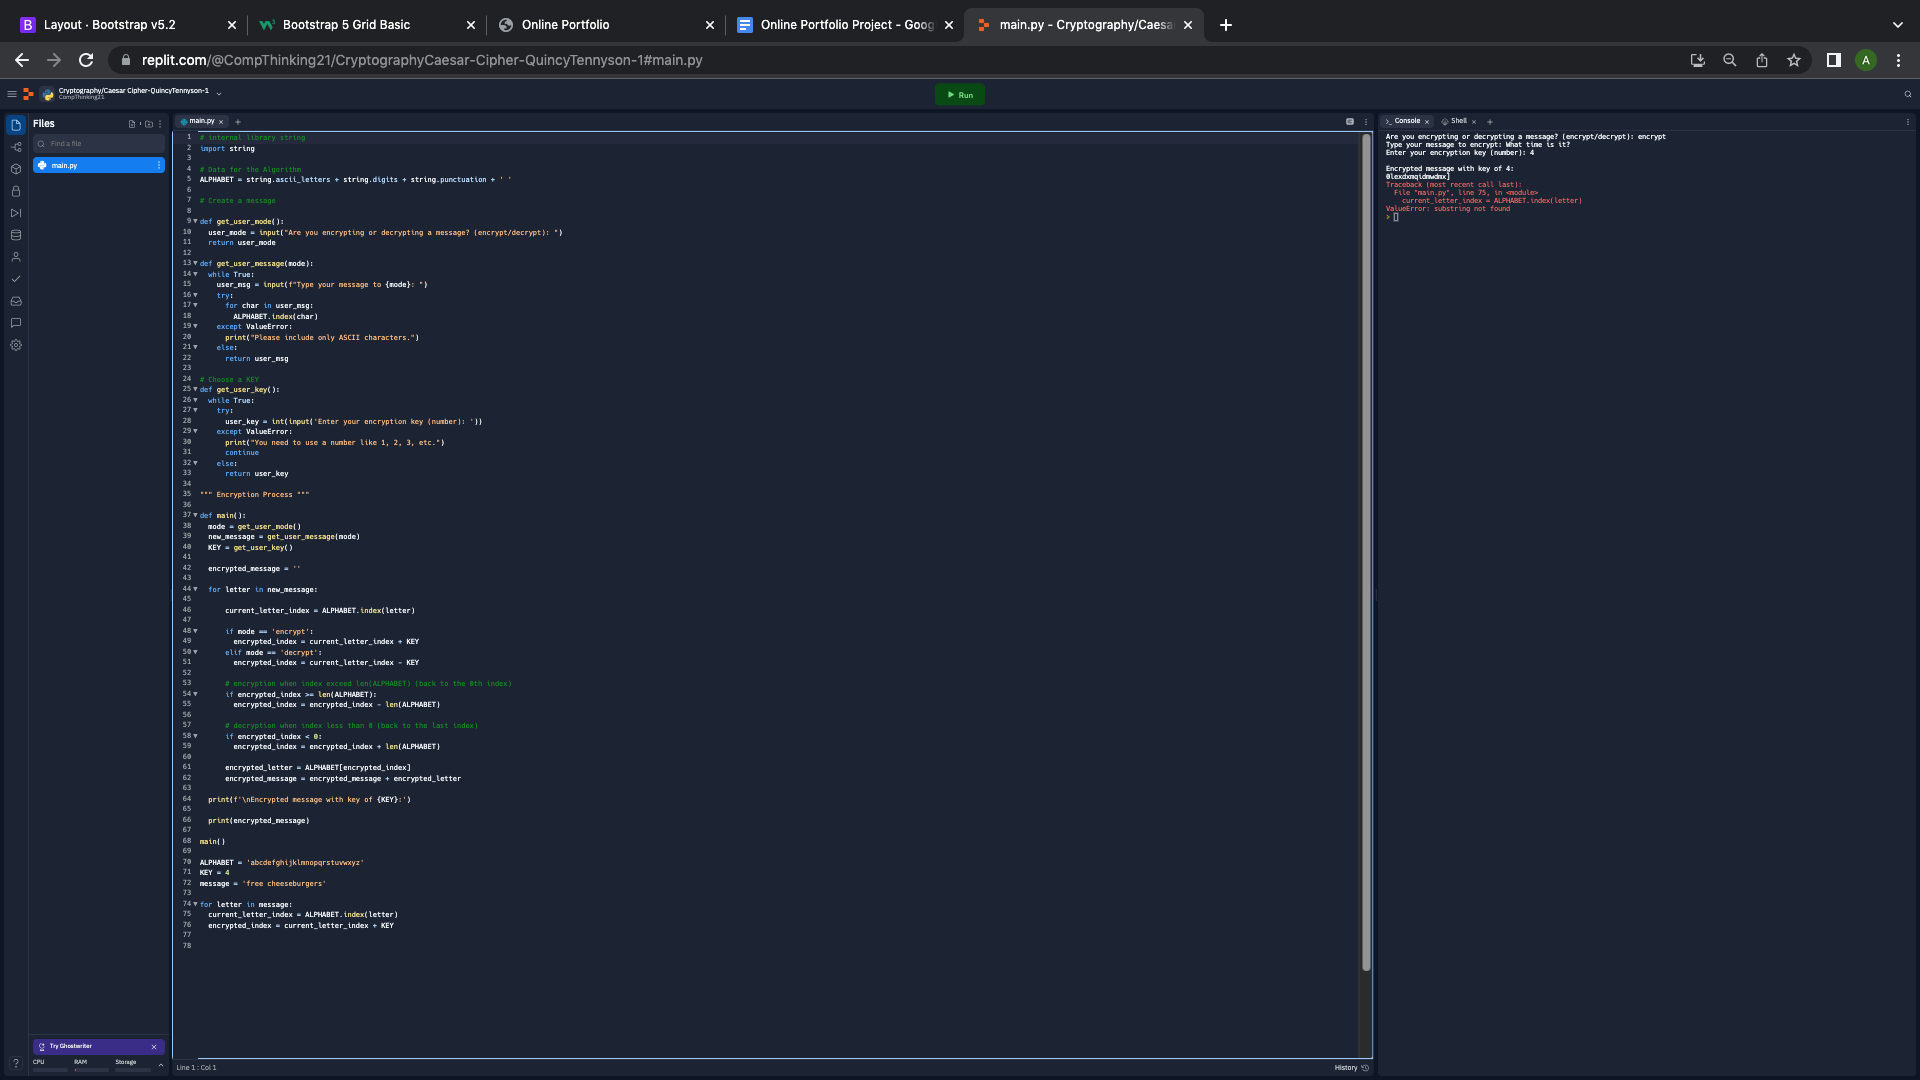 Layout · Bootstrap v5.2
Bootstrap 5 Grid Basic
Online Portfolio
Online Portfolio Project - Goog
main.py - Cryptography/Caesa
replit.com/@CompThinking21/CryptographyCaesar-Cipher-QuincyTennyson-1#main.py
A
Cryptography/Caesar Cipher-QuincyTennyson-1
CompThinking21
Run
Files
Find a file
main.py
main.py
1 # internal library string
2 import string
3
4 # Data for the Algorithm
5 ALPHABET = string.ascii_letters + string.digits + string.punctuation + ' '
6
7 # Create a message
8
9 def get_user_mode():
10 user_mode = input("Are you encrypting or decrypting a message? (encrypt/decrypt): ")
11 return user_mode
12
13 def get_user_message(mode):
14 while True:
15 user_msg = input(f"Type your message to {mode}: ")
16 try:
17 for char in user_msg:
18 ALPHABET.index(char)
19 except ValueError:
20 print("Please include only ASCII characters.")
21 else:
22 return user_msg
23
24 # Choose a KEY
25 def get_user_key():
26 while True:
27 try:
28 user_key = int(input('Enter your encryption key (number): '))
29 except ValueError:
30 print("You need to use a number like 1, 2, 3, etc.")
31 continue
32 else:
33 return user_key
34
35 """ Encryption Process """
36
37 def main():
38 mode = get_user_mode()
39 new_message = get_user_message(mode)
40 KEY = get_user_key()
41
42 encrypted_message = ''
43
44 for letter in new_message:
45
46 current_letter_index = ALPHABET.index(letter)
47
48 if mode == 'encrypt':
49 encrypted_index = current_letter_index + KEY
50 elif mode == 'decrypt':
51 encrypted_index = current_letter_index - KEY
52
53 # encryption when index exceed len(ALPHABET) (back to the 0th index)
54 if encrypted_index >= len(ALPHABET):
55 encrypted_index = encrypted_index - len(ALPHABET)
56
57 # decryption when index less than 0 (back to the last index)
58 if encrypted_index < 0:
59 encrypted_index = encrypted_index + len(ALPHABET)
60
61 encrypted_letter = ALPHABET[encrypted_index]
62 encrypted_message = encrypted_message + encrypted_letter
63
64 print(f'\nEncrypted message with key of {KEY}:')
65
66 print(encrypted_message)
67
68 main()
69
70 ALPHABET = 'abcdefghijklmnopqrstuvwxyz'
71 KEY = 4
72 message = 'free cheeseburgers'
73
74 for letter in message:
75 current_letter_index = ALPHABET.index(letter)
76 encrypted_index = current_letter_index + KEY
77
78
Console
Shell
Are you encrypting or decrypting a message? (encrypt/decrypt): encrypt
Type your message to encrypt: What time is it?
Enter your encryption key (number): 4
Encrypted message with key of 4:
0lexdxmqidmwdmx]
Traceback (most recent call last):
File "main.py", line 75, in <module>
current_letter_index = ALPHABET.index(letter)
ValueError: substring not found
Try Ghostwriter
CPU
RAM
Storage
Line 1 : Col 1
History